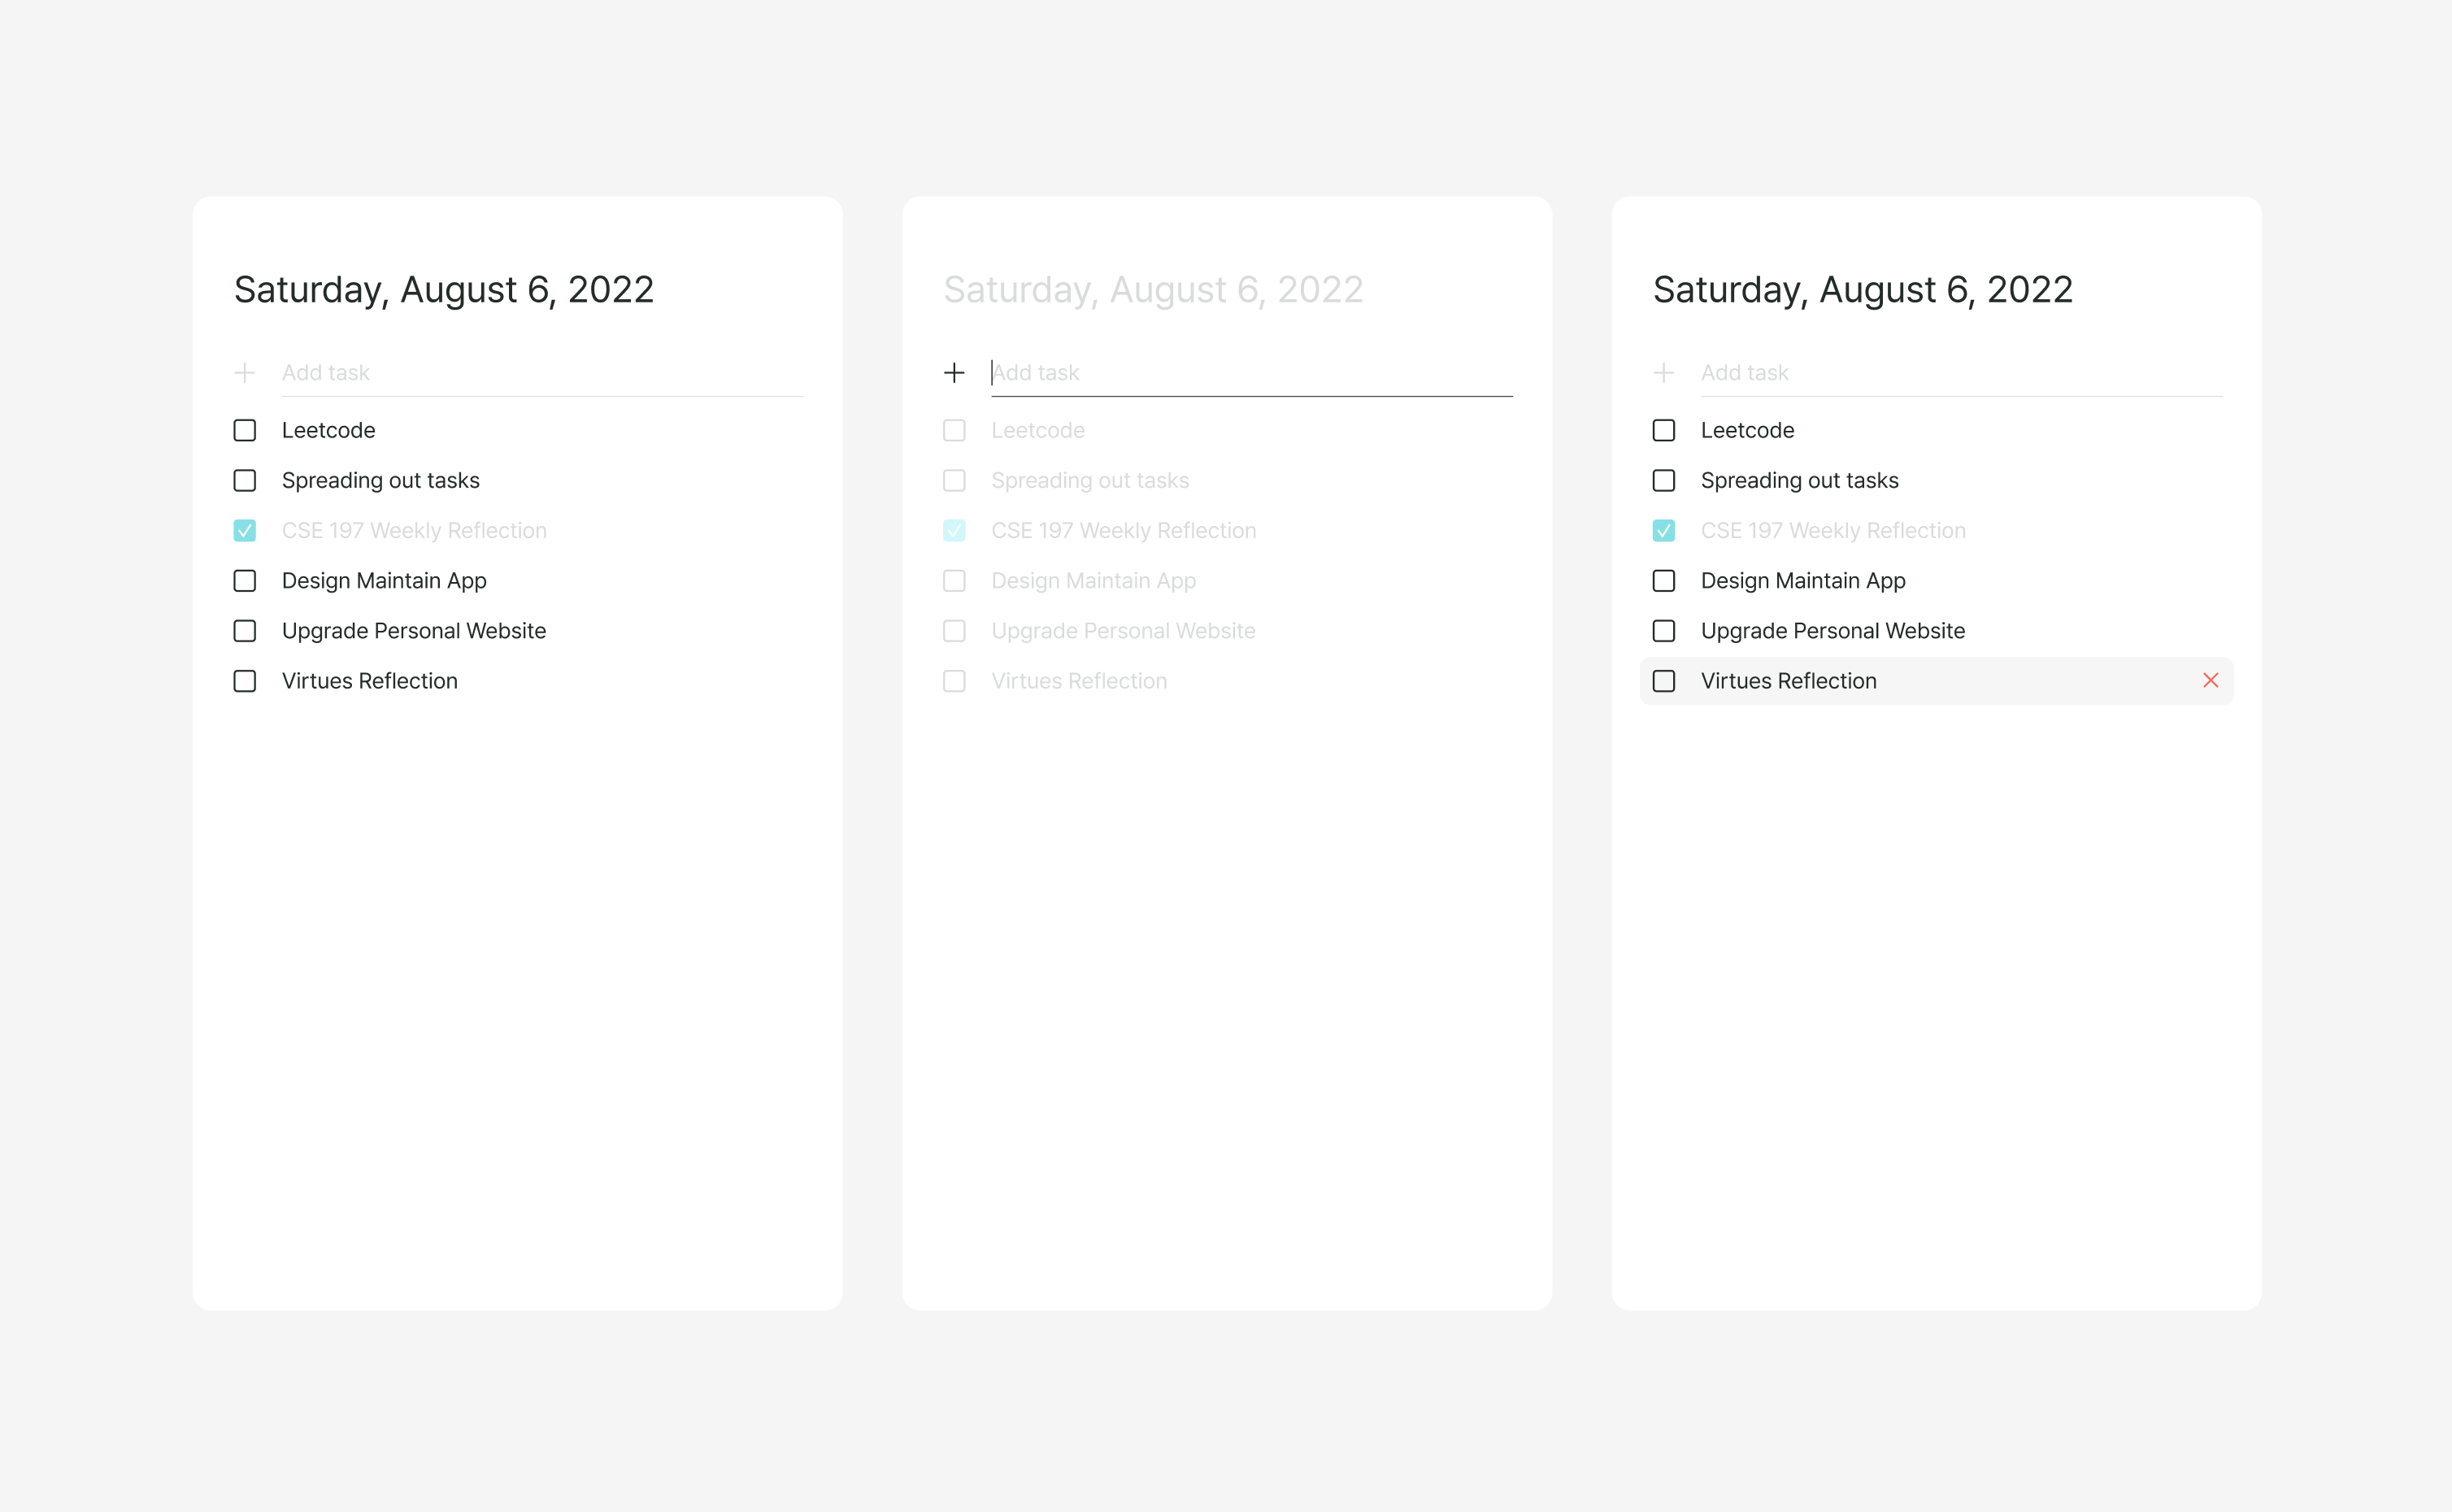 Saturday, August 6, 2022
Add task
Leetcode
Spreading out tasks
CSE 197 Weekly Reflection
Design Maintain App
Upgrade Personal Website
Virtues Reflection
Saturday, August 6, 2022
Add task
Leetcode
Spreading out tasks
CSE 197 Weekly Reflection
Design Maintain App
Upgrade Personal Website
Virtues Reflection
Saturday, August 6, 2022
Add task
Leetcode
Spreading out tasks
CSE 197 Weekly Reflection
Design Maintain App
Upgrade Personal Website
Virtues Reflection